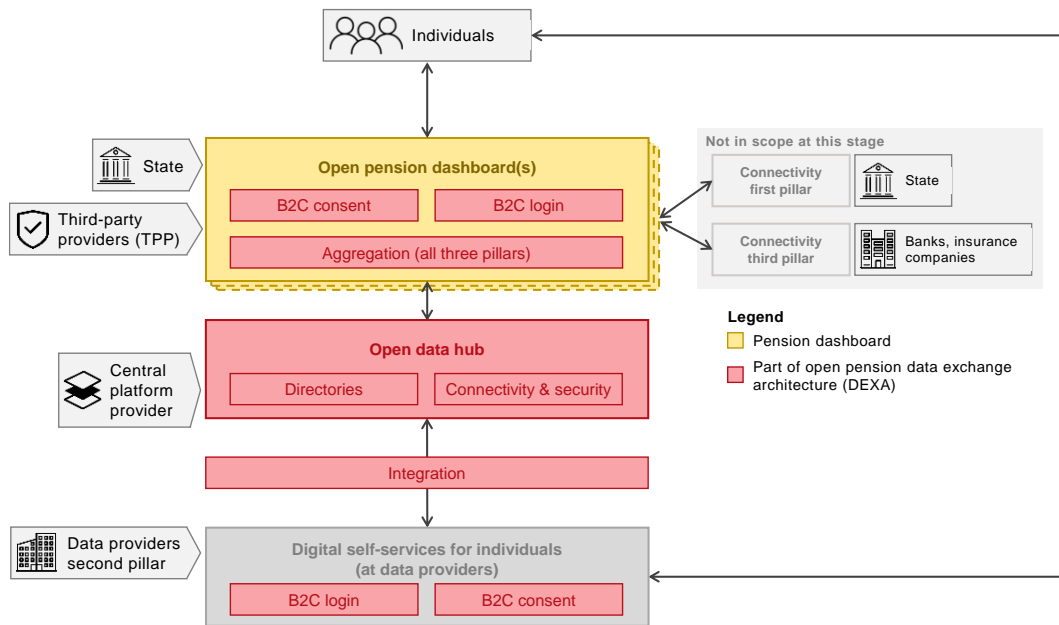 Individuals
State
Open pension dashboard(s)
B2C consent
B2C login
Third-party
providers (TPP)
Aggregation (all three pillars)
Not in scope at this stage
Connectivity
first pillar
State
Connectivity
third pillar
Banks, insurance
companies
Legend
Pension dashboard
Part of open pension data exchange
architecture (DEXA)
Central
platform
provider
Open data hub
Directories
Connectivity & security
Integration
Data providers
second pillar
Digital self-services for individuals
(at data providers)
B2C login
B2C consent